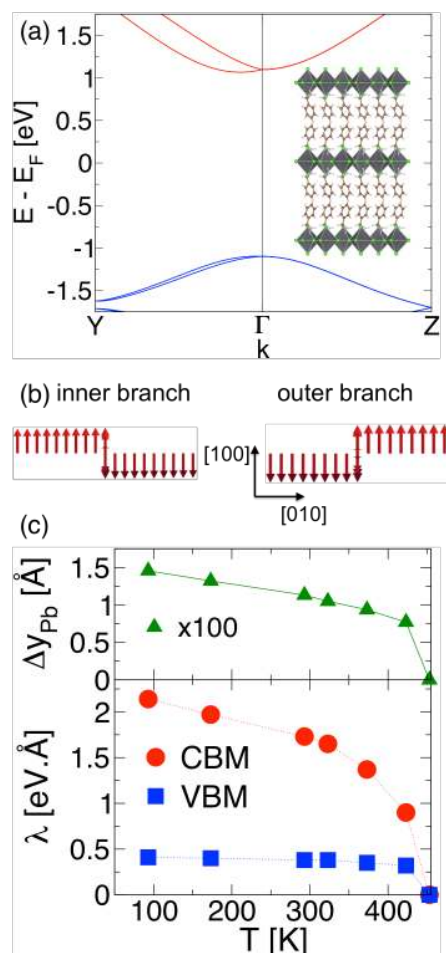 (a)
1.5
1
0.5
0
-0.5
-1
-1.5
E - E_F [eV]
Y Γ Z
k
(b) inner branch outer branch
[100]
[010]
(c)
1.5
1
0.5
0
Δy_Pb [Å]
x100
2
1.5
1
0.5
0
λ [eV.Å]
CBM
VBM
100 200 300 400
T [K]